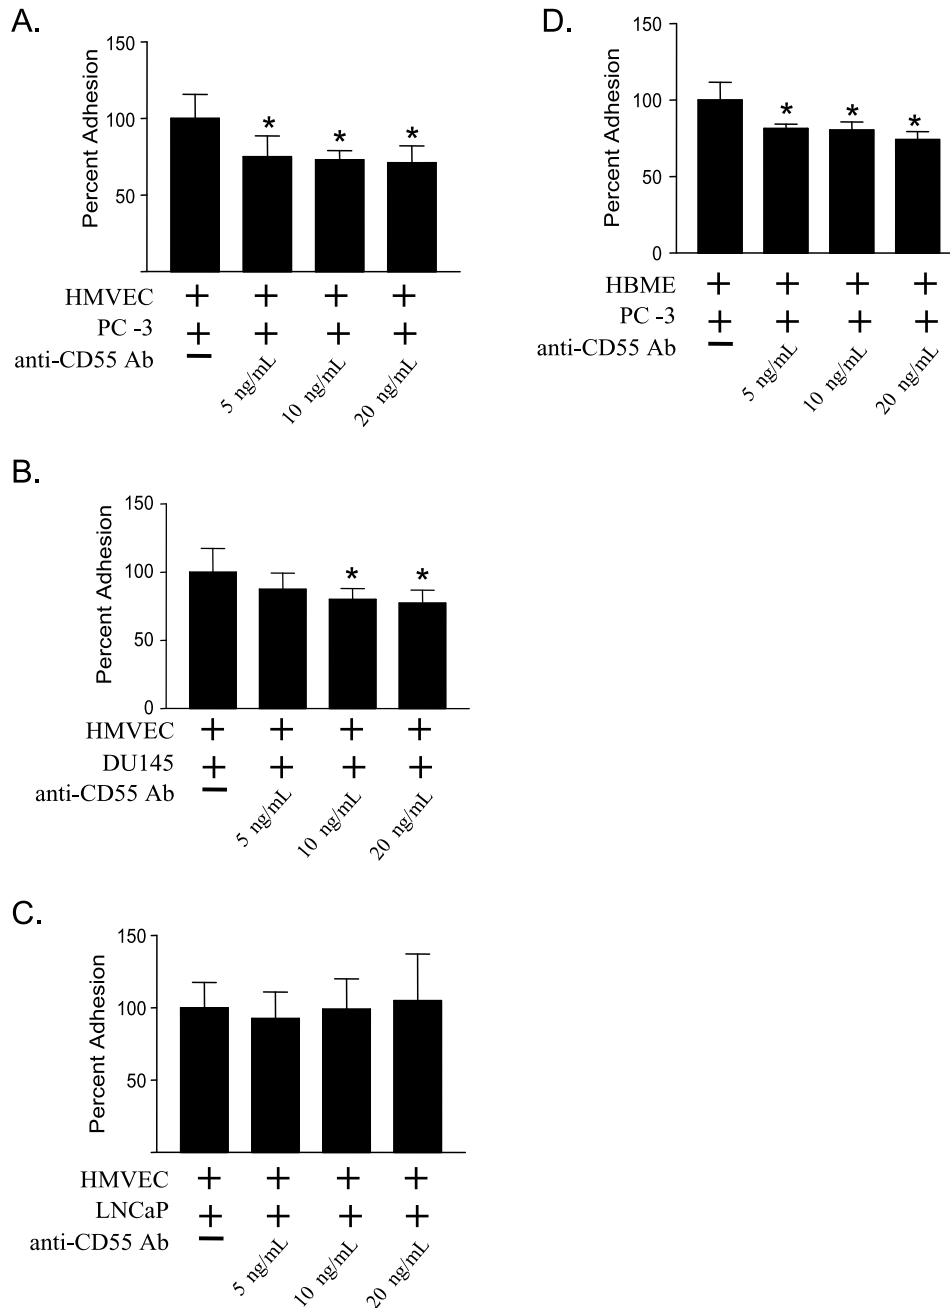 A.
Percent Adhesion
150
100
50
HMVEC + + + +
PC -3 + + + +
anti-CD55 Ab − 5 ng/mL 10 ng/mL 20 ng/mL
* * *
D.
Percent Adhesion
150
100
50
0
* * *
HBME + + + +
PC -3 + + + +
anti-CD55 Ab − 5 ng/mL 10 ng/mL 20 ng/mL
B.
Percent Adhesion
150
100
50
0
* *
HMVEC + + + +
DU145 + + + +
anti-CD55 Ab − 5 ng/mL 10 ng/mL 20 ng/mL
C.
Percent Adhesion
150
100
50
HMVEC + + + +
LNCaP + + + +
anti-CD55 Ab − 5 ng/mL 10 ng/mL 20 ng/mL